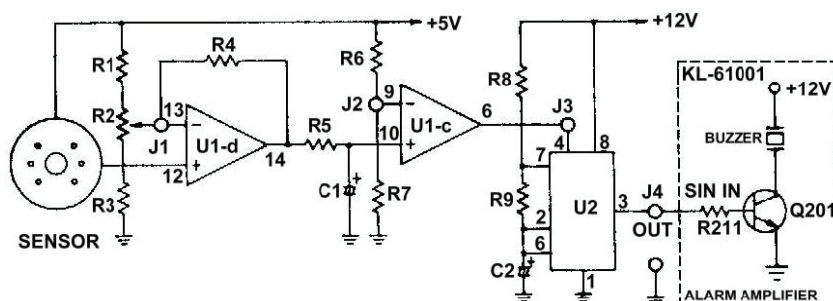 +5V
+12V
R4
R6
R1
R8
KL-61001
+12V
13
9
J2
6
J3
R2
J1
U1-d
R5
10
U1-c
4
8
BUZZER
12
14
7
C1
R9
U2
3
J4
SIN IN
R3
R7
2
OUT
R211
Q201
SENSOR
6
C2
1
ALARM AMPLIFIER